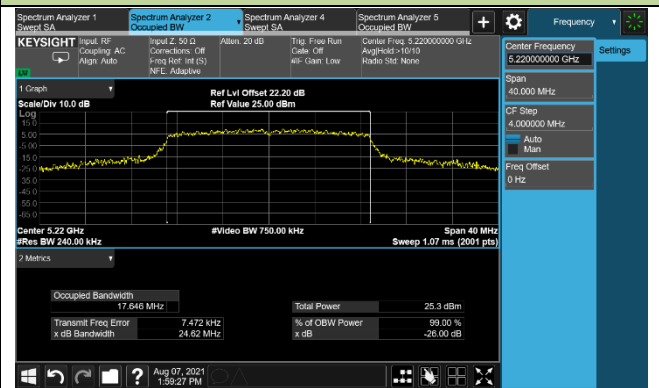 Spectrum Analyzer 1
Swept SA
Spectrum Analyzer 2
Occupied BW
Spectrum Analyzer 4
Swept SA
Spectrum Analyzer 5
Occupied BW
+
Frequency
KEYSIGHT
Input: RF
Coupling: AC
Align: Auto
Input Z: 50 Ω
Corrections: Off
Freq Ref: Int (S)
NFE: Adaptive
Atten: 20 dB
Trig: Free Run
Gate: Off
#IF Gain: Low
Center Freq: 5.220000000 GHz
Avg|Hold:>10/10
Radio Std: None
Center Frequency
5.220000000 GHz
Settings
Span
40.000 MHz
CF Step
4.000000 MHz
Auto
Man
Freq Offset
0 Hz
1 Graph
Scale/Div 10.0 dB
Ref Lvl Offset 22.20 dB
Ref Value 25.00 dBm
Log
15.0
5.00
-5.00
-15.0
-25.0
-35.0
-45.0
-55.0
-65.0
Center 5.22 GHz
#Video BW 750.00 kHz
Span 40 MHz
#Res BW 240.00 kHz
Sweep 1.07 ms (2001 pts)
2 Metrics
Occupied Bandwidth
17.646 MHz
Total Power
25.3 dBm
Transmit Freq Error
7.472 kHz
% of OBW Power
99.00 %
x dB Bandwidth
24.62 MHz
x dB
-26.00 dB
?
Aug 07, 2021
1:59:27 PM